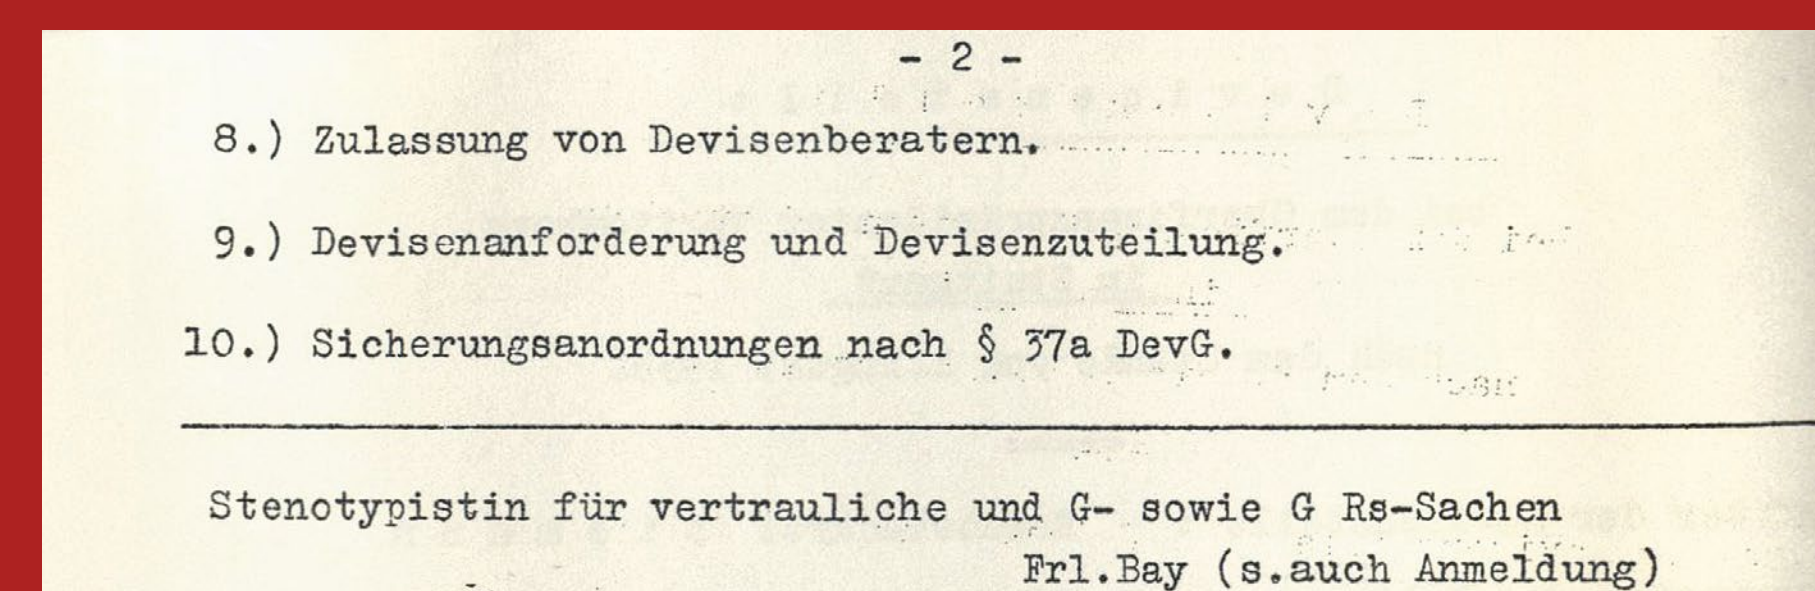 - 2 -
8.) Zulassung von Devisenberatern.
9.) Devisenanforderung und Devisenzuteilung.
10.) Sicherungsanordnungen nach § 37a DevG.
Stenotypistin für vertrauliche und G- sowie G Rs-Sachen
Frl.Bay (s.auch Anmeldung)